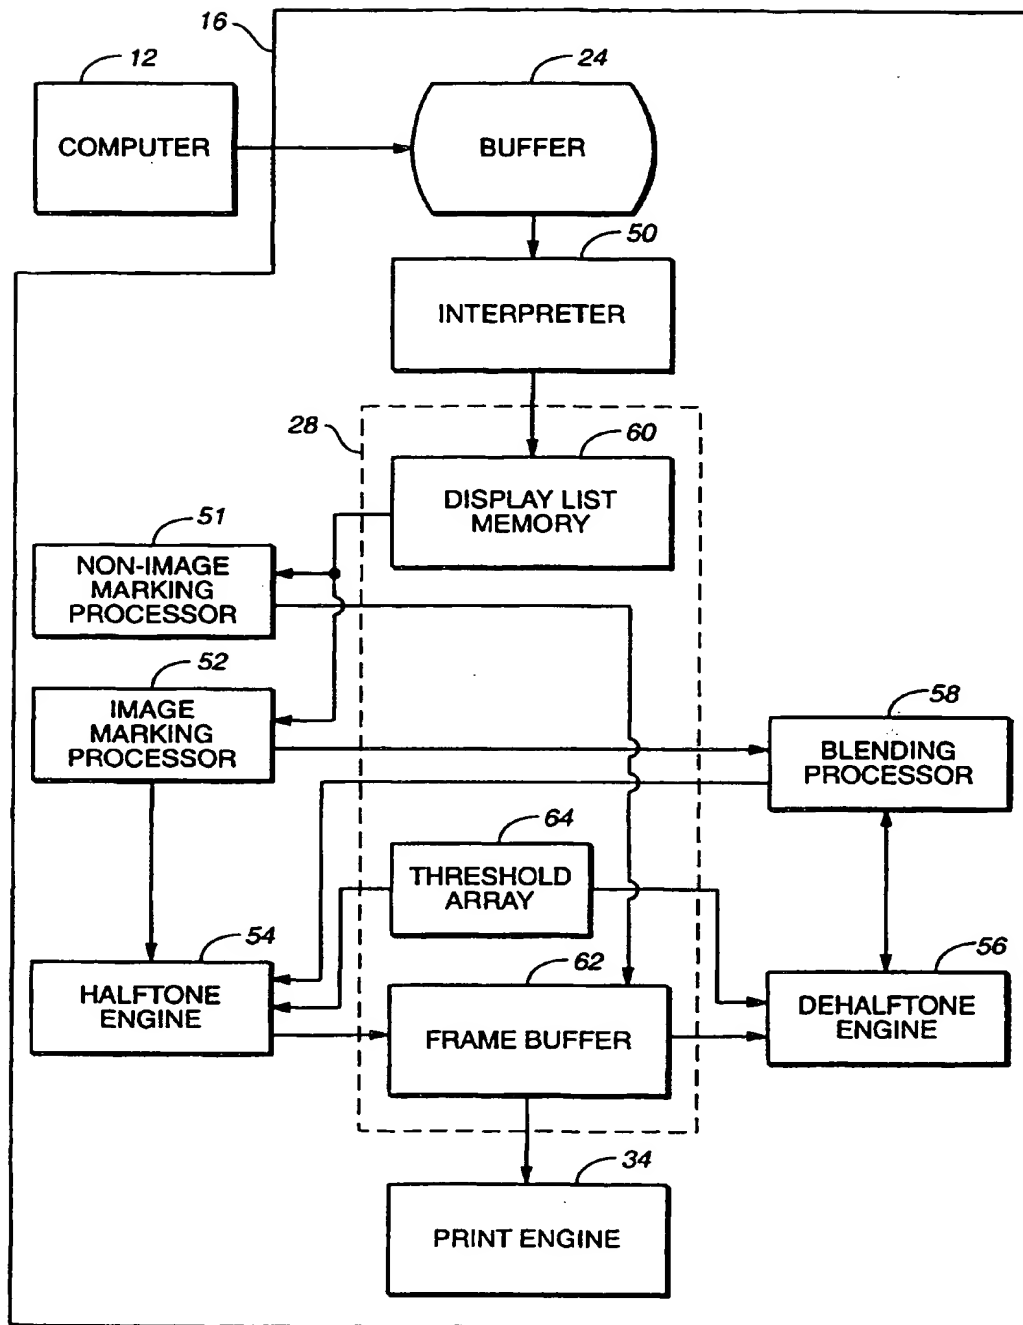 16
12
24
COMPUTER
BUFFER
50
INTERPRETER
28
60
DISPLAY LIST
MEMORY
51
NON-IMAGE
MARKING
PROCESSOR
52
IMAGE
MARKING
PROCESSOR
58
BLENDING
PROCESSOR
64
THRESHOLD
ARRAY
54
HALFTONE
ENGINE
62
FRAME BUFFER
56
DEHALFTONE
ENGINE
34
PRINT ENGINE